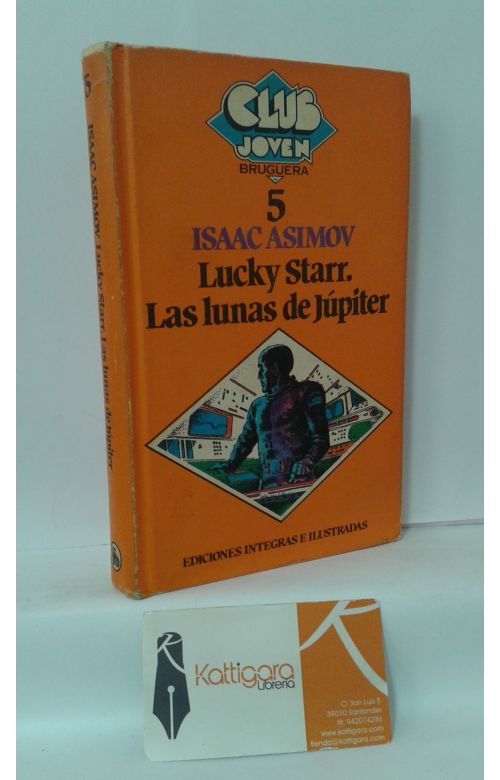 CLUB
JOVEN
BRUGUERA
5
ISAAC ASIMOV
Lucky Starr.
Las lunas de Júpiter
EDICIONES INTEGRAS E ILUSTRADAS
5 ISAAC ASIMOV. Lucky Starr. Las lunas de Júpiter
Kattigara
Librería
C/ San Luis 5
39010 Santander
tlf: 942074286
www.kattigara.com
tienda@kattigara.com